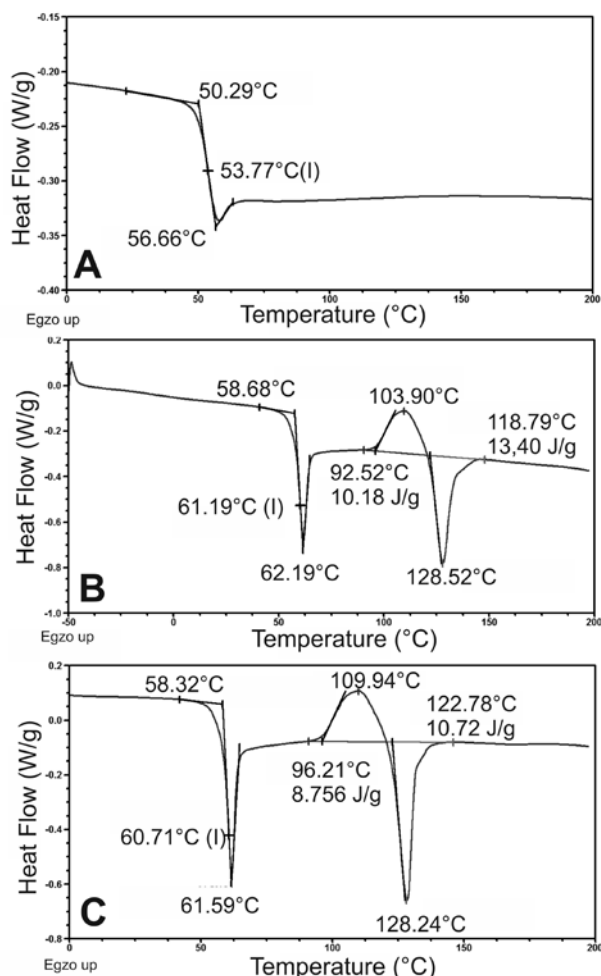 -0.15
-0.20
50.29°C
-0.25
Heat Flow (W/g)
53.77°C(I)
-0.30
-0.35
56.66°C
A
-0.40
0 50 100 150 200
Egzo up
Temperature (°C)
0.2
58.68°C
103.90°C
0.0
118.79°C
13,40 J/g
-0.2
92.52°C
10.18 J/g
Heat Flow (W/g)
-0.4
61.19°C (I)
-0.6
-0.8
62.19°C
128.52°C
B
-1.0
-50 0 50 100 150 200
Egzo up
Temperature (°C)
0.2
58.32°C
109.94°C
0.0
122.78°C
10.72 J/g
-0.2
96.21°C
8.756 J/g
Heat Flow (W/g)
-0.4
60.71°C (I)
-0.6
61.59°C
128.24°C
C
-0.8
0 50 100 150 200
Egzo up
Temperature (°C)